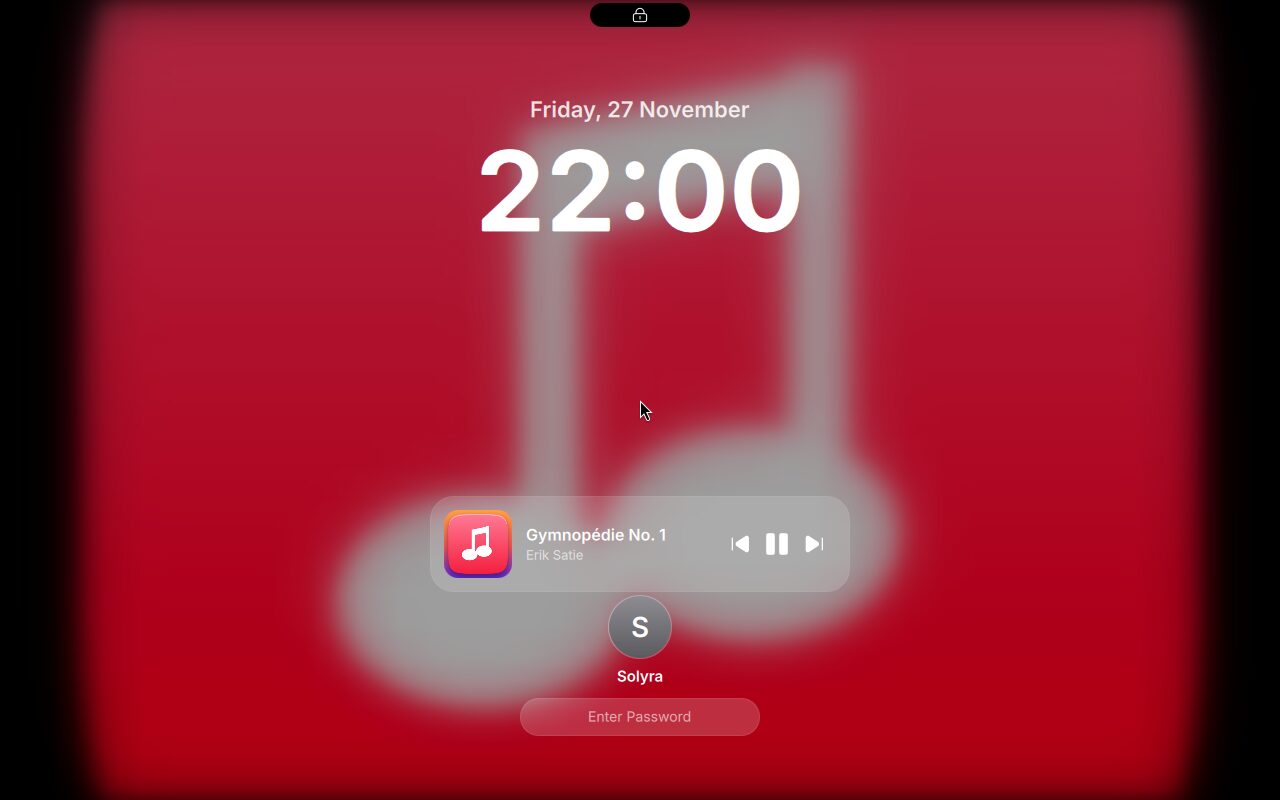 Friday, 27 November
22:00
Gymnopédie No. 1
Erik Satie
S
Solyra
Enter Password